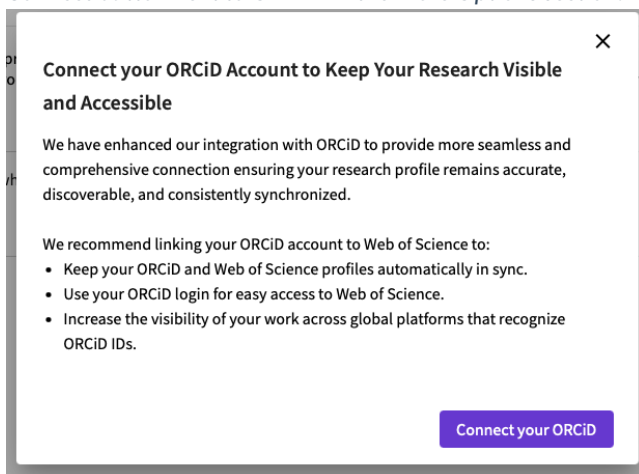 Connect your ORCiD Account to Keep Your Research Visible
and Accessible
We have enhanced our integration with ORCiD to provide more seamless and
comprehensive connection ensuring your research profile remains accurate,
discoverable, and consistently synchronized.
We recommend linking your ORCiD account to Web of Science to:
• Keep your ORCiD and Web of Science profiles automatically in sync.
• Use your ORCiD login for easy access to Web of Science.
• Increase the visibility of your work across global platforms that recognize
ORCiD IDs.
Connect your ORCiD